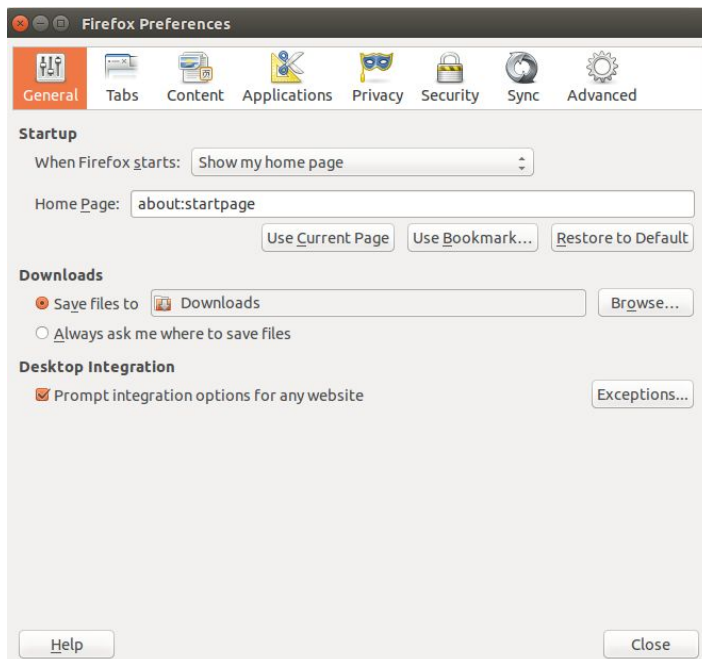 Firefox Preferences
General Tabs Content Applications Privacy Security Sync Advanced
Startup
When Firefox starts: Show my home page
Home Page: about:startpage
Use Current Page Use Bookmark... Restore to Default
Downloads
Save files to Downloads Browse...
Always ask me where to save files
Desktop Integration
Prompt integration options for any website Exceptions...
Help Close